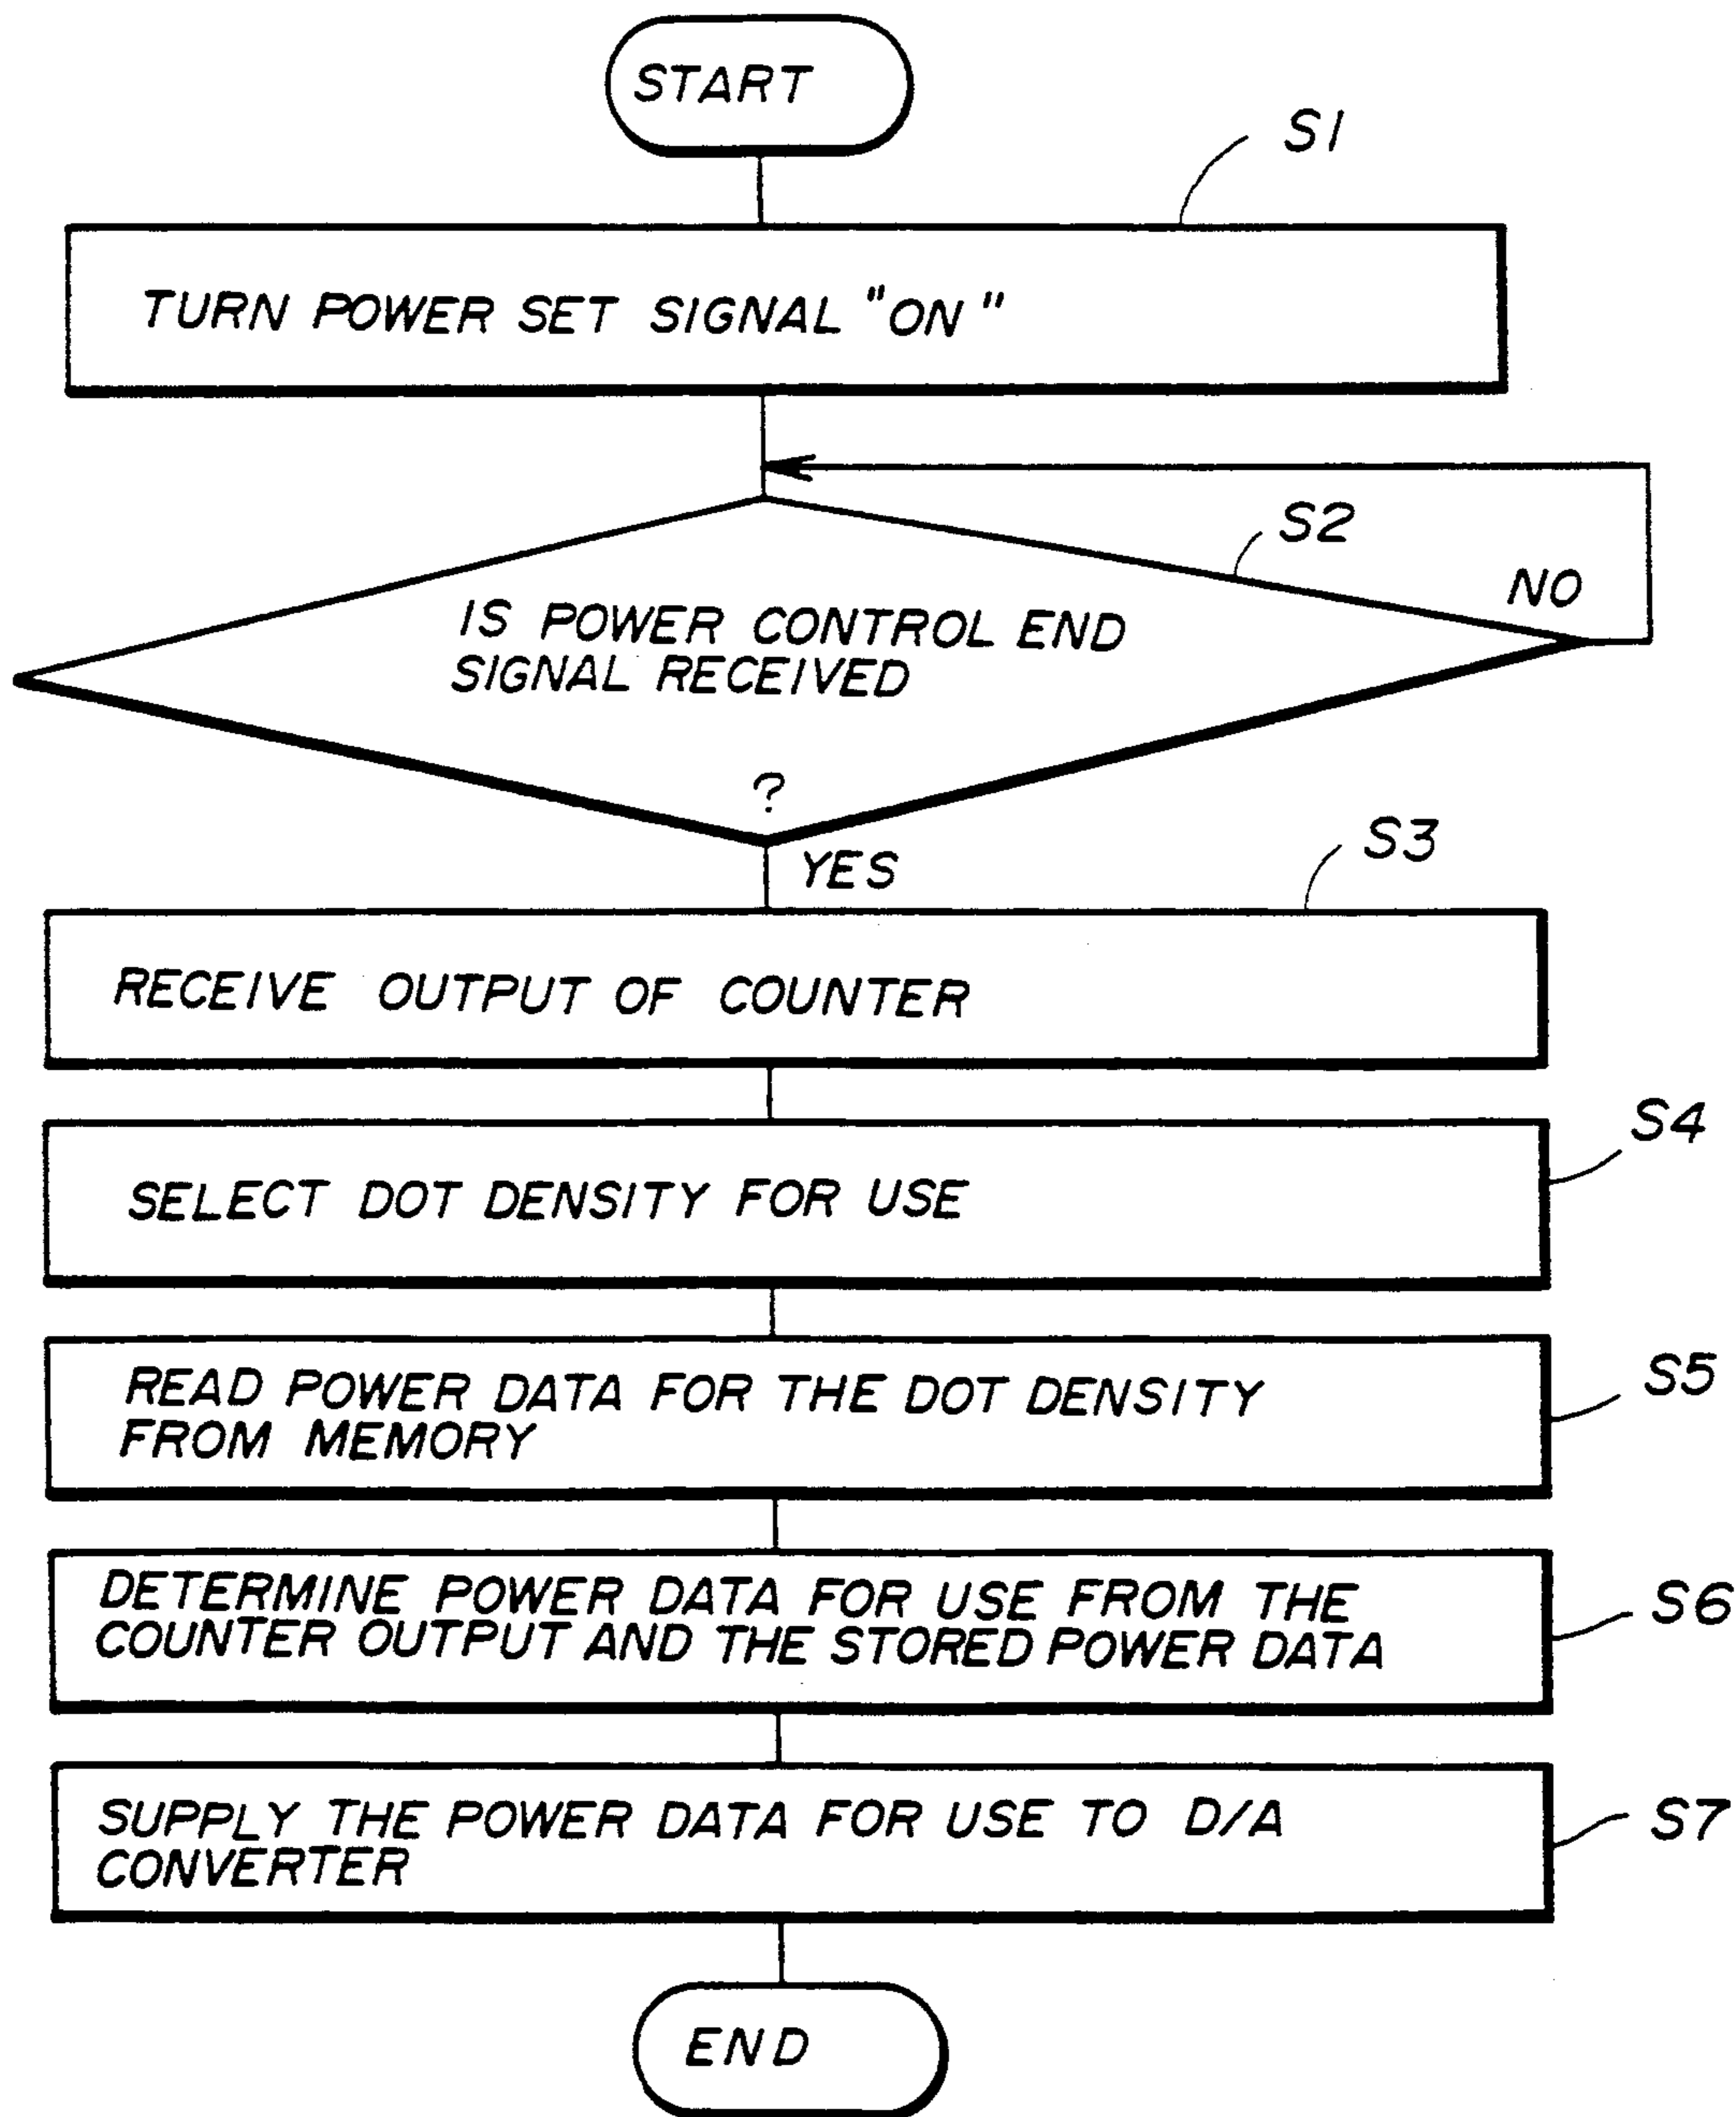 START
S1
TURN POWER SET SIGNAL "ON"
S2
NO
IS POWER CONTROL END
SIGNAL RECEIVED
?
YES
S3
RECEIVE OUTPUT OF COUNTER
S4
SELECT DOT DENSITY FOR USE
S5
READ POWER DATA FOR THE DOT DENSITY
FROM MEMORY
S6
DETERMINE POWER DATA FOR USE FROM THE
COUNTER OUTPUT AND THE STORED POWER DATA
S7
SUPPLY THE POWER DATA FOR USE TO D/A
CONVERTER
END